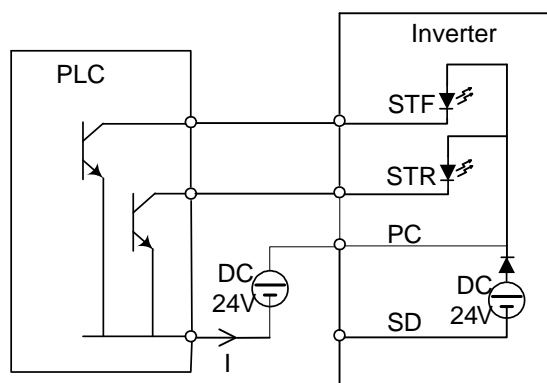 Inverter
PLC
STF
STR
PC
DC
24V
DC
24V
SD
I